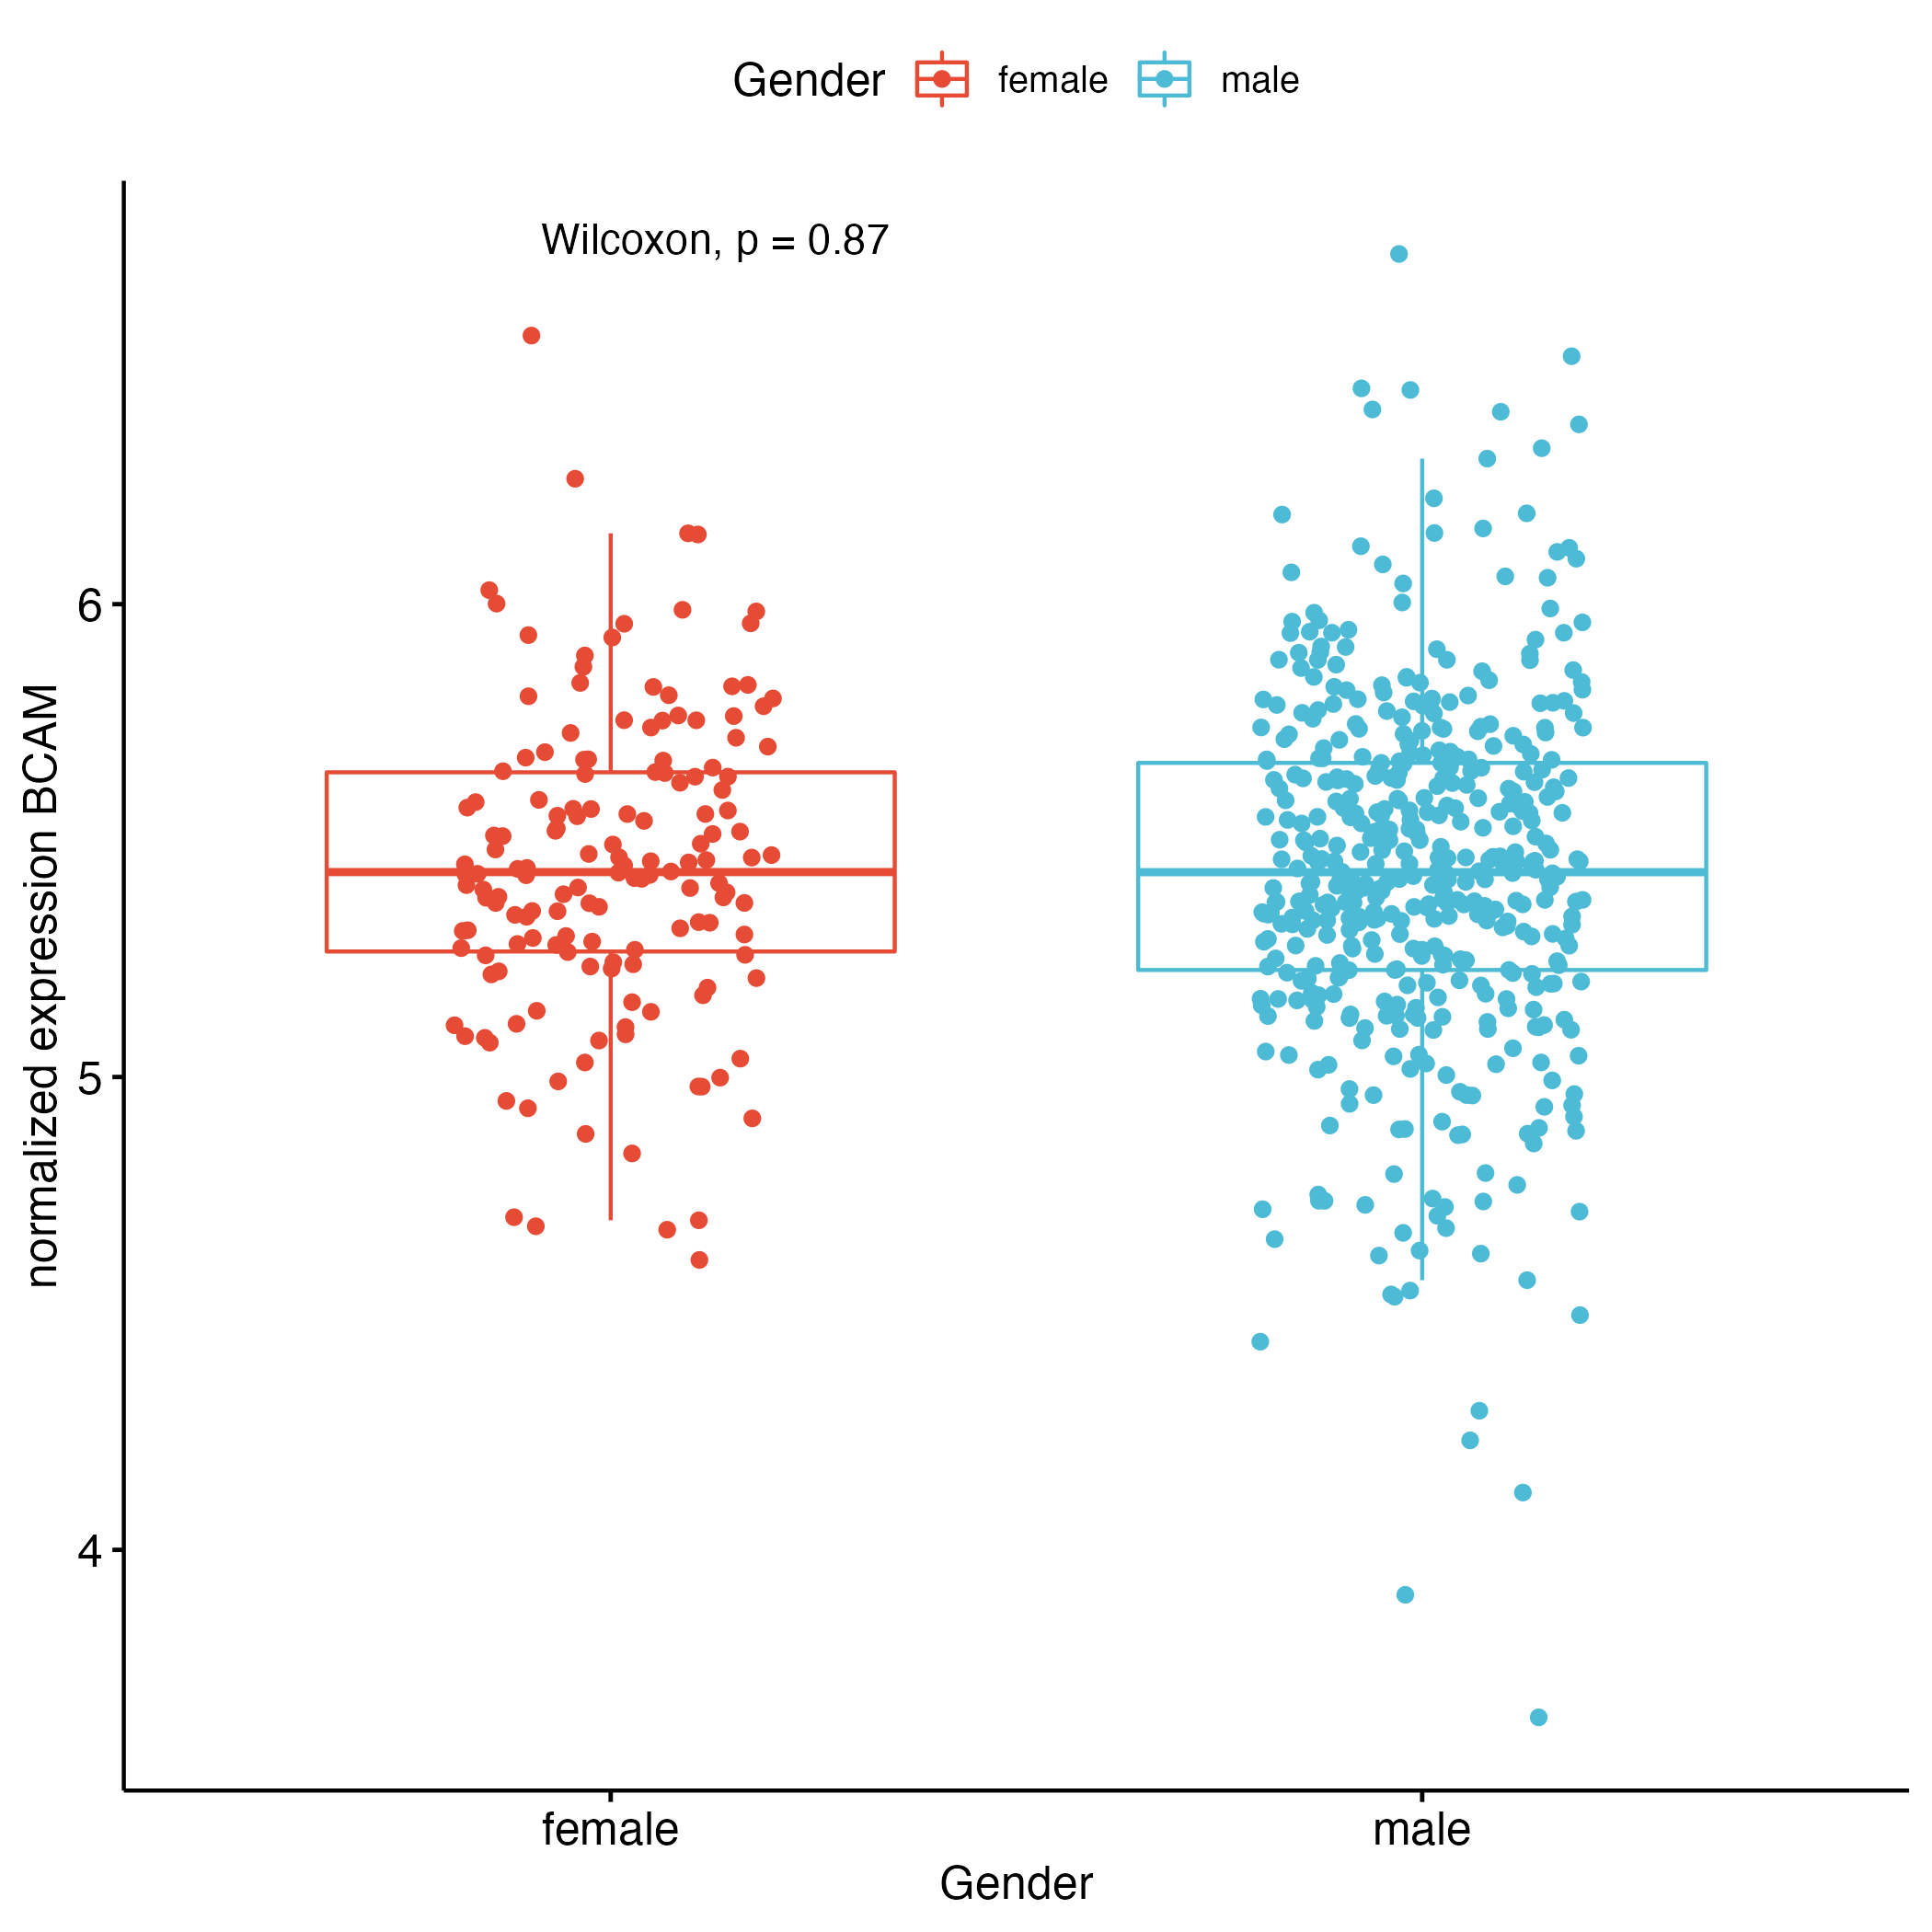 Gender female male
Wilcoxon, p = 0.87
normalized expression BCAM
6
5
4
female male
Gender